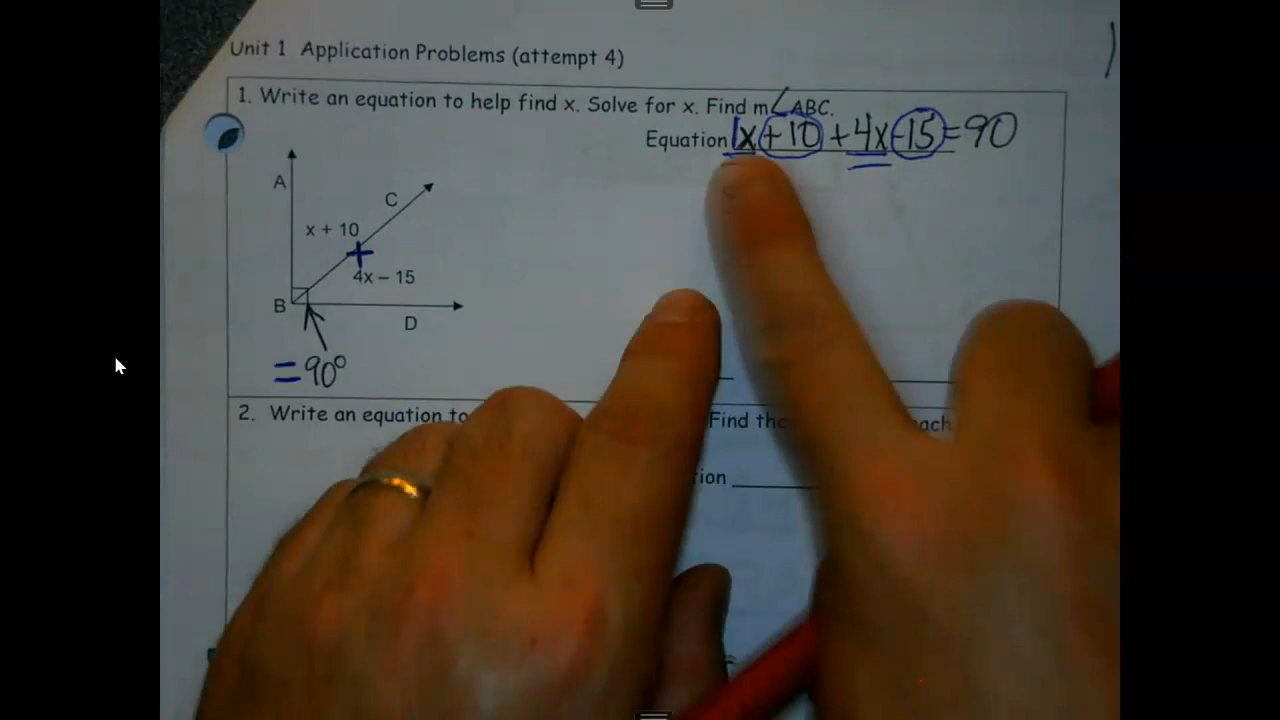 Unit 1 Application Problems (attempt 4)
1. Write an equation to help find x. Solve for x. Find m∠ABC.
Equation 1x+10 +4x-15=90
A
C
x + 10
+
4x – 15
B
D
= 90°
2. Write an equation to Find the ach